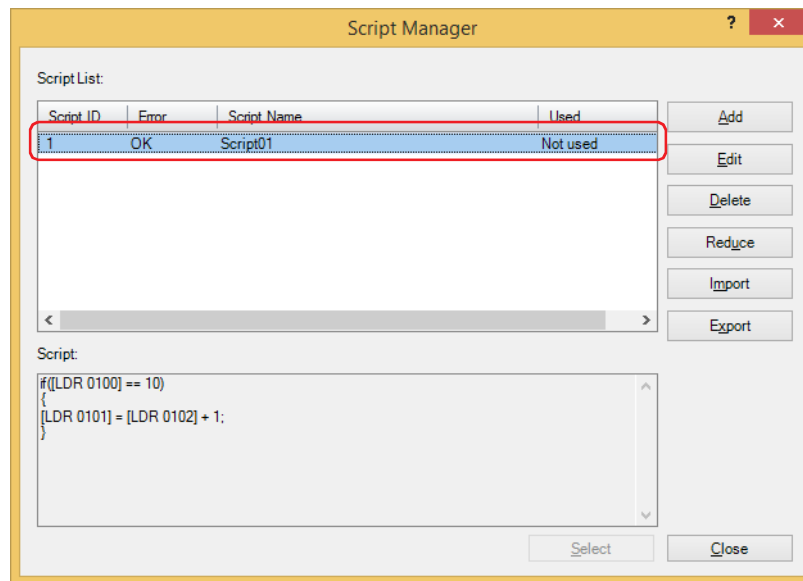 Script Manager
?
Script List:
Script ID Error Script Name Used
1 OK Script01 Not used
Add
Edit
Delete
Reduce
Import
Export
Script:
if([LDR 0100] == 10)
{
[LDR 0101] = [LDR 0102] + 1;
}
Select
Close